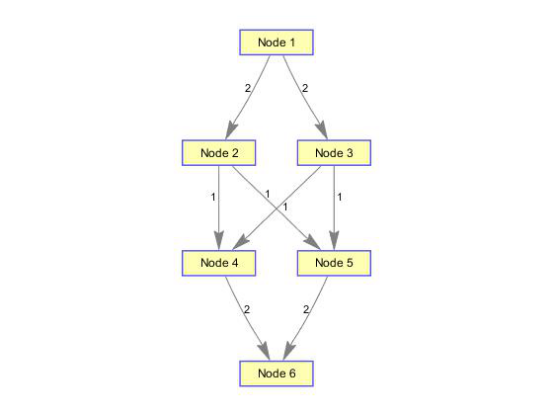 Node 1
2 2
Node 2 Node 3
1 1 1 1
Node 4 Node 5
2 2
Node 6